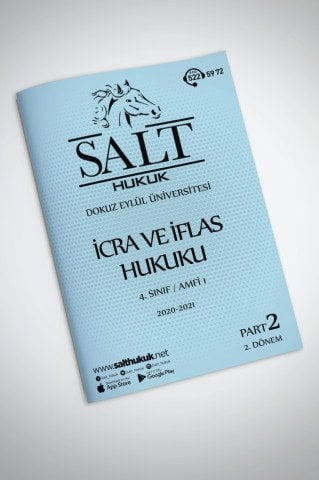 522 59 72
SALT
HUKUK
DOKUZ EYLÜL ÜNİVERSİTESİ
İCRA VE İFLAS
HUKUKU
4. SINIF / AMFİ 1
2020-2021
PART 2
2. DÖNEM
www.salthukuk.net
App Store
Google Play